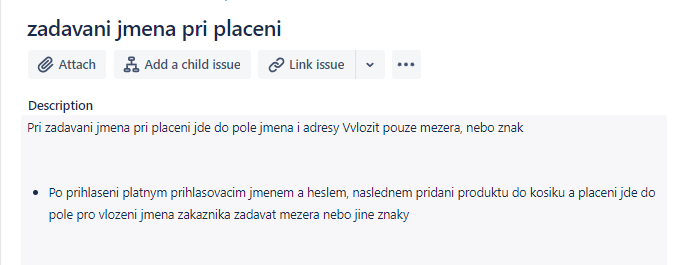 zadavani jmena pri placeni
Attach
Add a child issue
Link issue
Description
Pri zadavani jmena pri placeni jde do pole jmena i adresy Vvlozit pouze mezera, nebo znak
Po prihlaseni platnym prihlasovacim jmenem a heslem, naslednem pridani produktu do kosiku a placeni jde do
pole pro vlozeni jmena zakaznika zadavat mezera nebo jine znaky